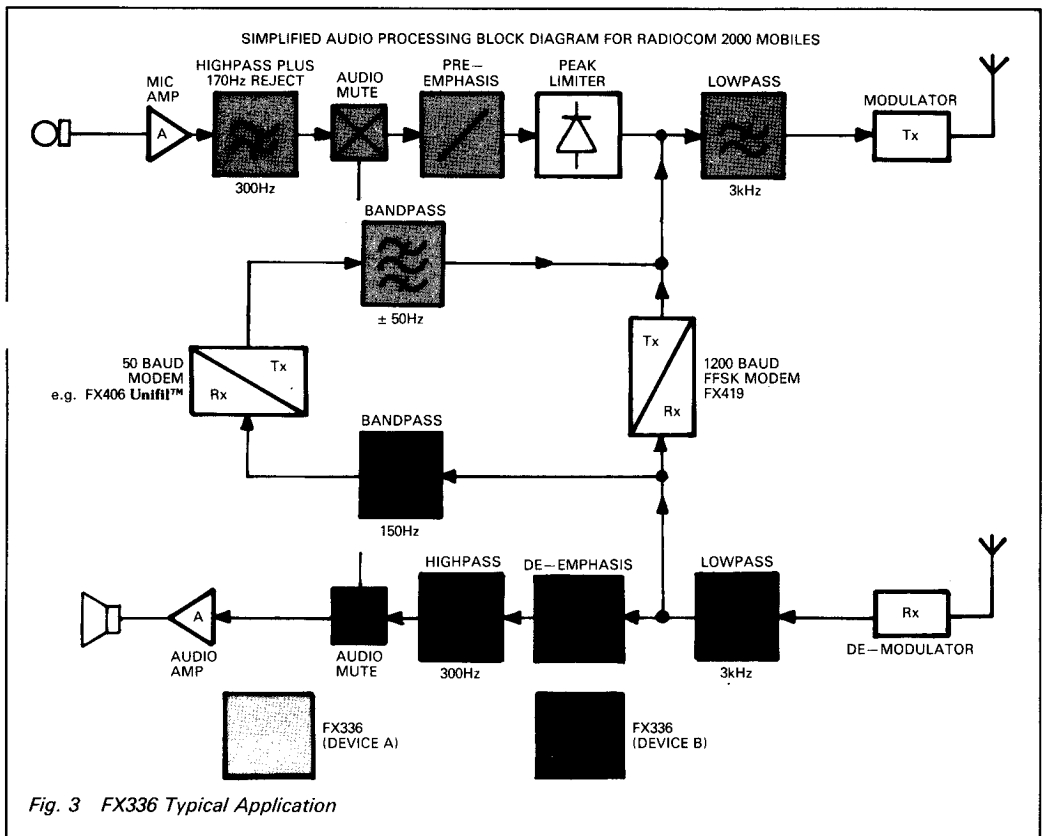 SIMPLIFIED AUDIO PROCESSING BLOCK DIAGRAM FOR RADIOCOM 2000 MOBILES
MIC
AMP
A
HIGHPASS PLUS
170Hz REJECT
300Hz
AUDIO
MUTE
PRE—
EMPHASIS
PEAK
LIMITER
LOWPASS
3kHz
MODULATOR
Tx
BANDPASS
± 50Hz
50 BAUD
MODEM
e.g. FX406 Unifil™
Tx
Rx
Tx
Rx
1200 BAUD
FFSK MODEM
FX419
BANDPASS
150Hz
A
AUDIO
AMP
AUDIO
MUTE
HIGHPASS
300Hz
DE—EMPHASIS
LOWPASS
3kHz
Rx
DE—MODULATOR
FX336
(DEVICE A)
FX336
(DEVICE B)
Fig. 3 FX336 Typical Application